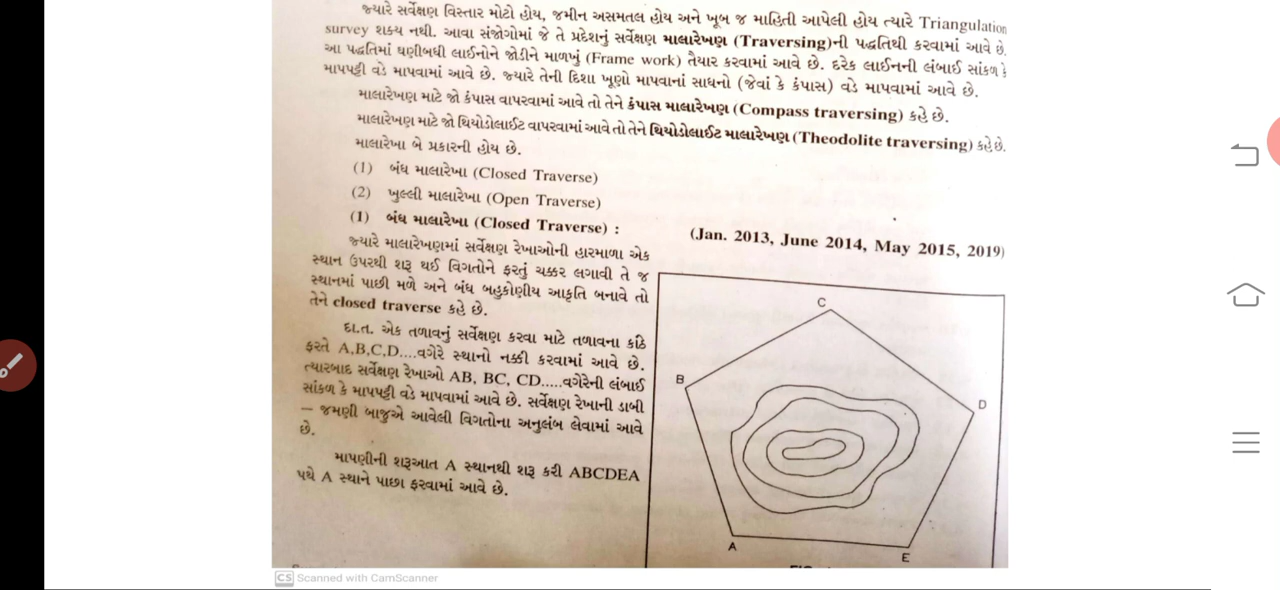 જ્યારે સર્વેક્ષણ વિસ્તાર મોટો હોય, જમીન અસમતલ હોય અને ખૂબ જ માહિતી આપેલી હોય ત્યારે Triangulation
survey શક્ય નથી. આવા સંજોગોમાં જે તે પ્રદેશનું સર્વેક્ષણ માલારેખણ (Traversing)ની પદ્ધતિથી કરવામાં આવે છે.
આ પદ્ધતિમાં ઘણીબધી લાઈનોને જોડીને માળખું (Frame work) તૈયાર કરવામાં આવે છે. દરેક લાઈનની લંબાઈ સાંકળ કે
માપપટ્ટી વડે માપવામાં આવે છે. જ્યારે તેની દિશા ખૂણો માપવાનાં સાધનો (જેવાં કે કંપાસ) વડે માપવામાં આવે છે.
માલારેખણ માટે જો કંપાસ વાપરવામાં આવે તો તેને કંપાસ માલારેખણ (Compass traversing) કહે છે.
માલારેખણ માટે જો થિયોડોલાઈટ વાપરવામાં આવે તો તેને થિયોડોલાઈટ માલારેખણ (Theodolite traversing) કહે છે.
માલારેખા બે પ્રકારની હોય છે.
(1) બંધ માલારેખા (Closed Traverse)
(2) ખુલ્લી માલારેખા (Open Traverse)
(1) બંધ માલારેખા (Closed Traverse) :
(Jan. 2013, June 2014, May 2015, 2019)
જ્યારે માલારેખણમાં સર્વેક્ષણ રેખાઓની હારમાળા એક
સ્થાન ઉપરથી શરૂ થઈ વિગતોને ફરતું ચક્કર લગાવી તે જ
સ્થાનમાં પાછી મળે અને બંધ બહુકોણીય આકૃતિ બનાવે તો
તેને closed traverse કહે છે.
દા.ત. એક તળાવનું સર્વેક્ષણ કરવા માટે તળાવના કાંઠે
ફરતે A,B,C,D....વગેરે સ્થાનો નક્કી કરવામાં આવે છે.
ત્યારબાદ સર્વેક્ષણ રેખાઓ AB, BC, CD.....વગેરેની લંબાઈ
સાંકળ કે માપપટ્ટી વડે માપવામાં આવે છે. સર્વેક્ષણ રેખાની ડાબી
– જમણી બાજુએ આવેલી વિગતોના અનુલંબ લેવામાં આવે
છે.
માપણીની શરૂઆત A સ્થાનથી શરૂ કરી ABCDEA
પથે A સ્થાને પાછા ફરવામાં આવે છે.
C
B
D
A
E
CS Scanned with CamScanner